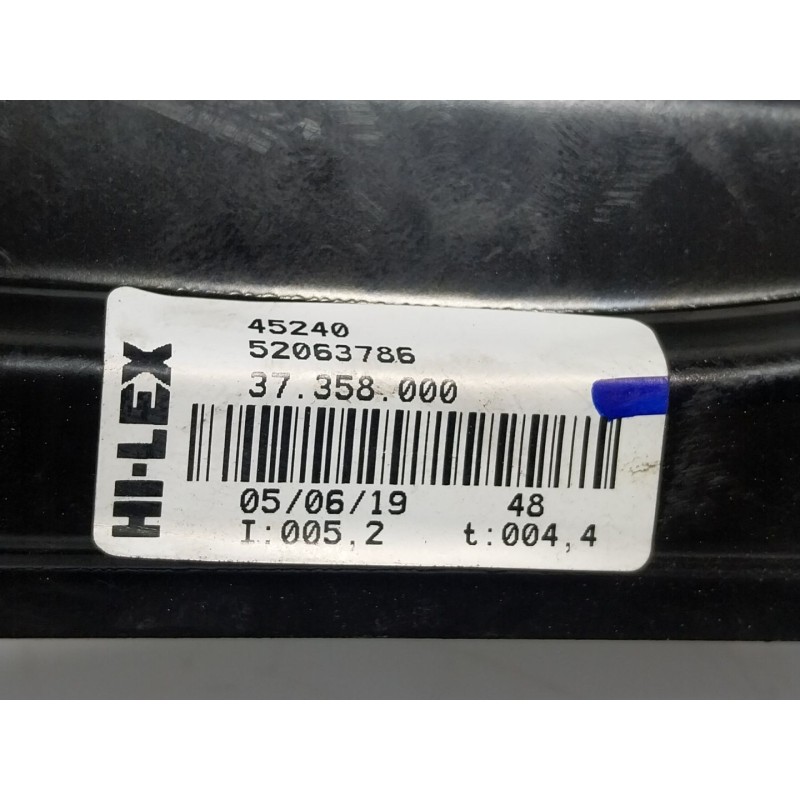 HI-LEX
45240
52063786
37.358.000
05/06/19 48
I:005,2 t:004,4